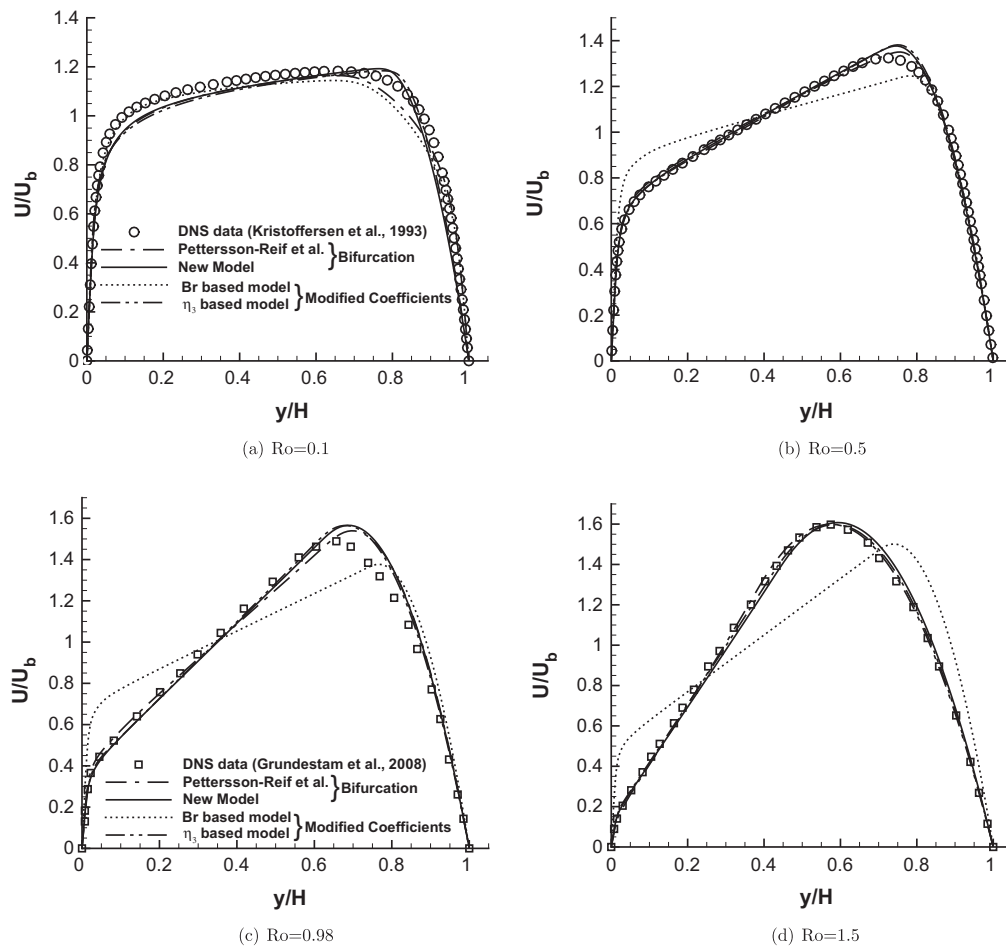 1.4
1.2
1
0.8
0.6
0.4
0.2
0
U/U_b
DNS data (Kristoffersen et al., 1993)
Pettersson-Reif et al. } Bifurcation
New Model
Br based model } Modified Coefficients
η₃ based model
0 0.2 0.4 0.6 0.8 1
y/H
(a) Ro=0.1
1.4
1.2
1
0.8
0.6
0.4
0.2
0
U/U_b
0 0.2 0.4 0.6 0.8 1
y/H
(b) Ro=0.5
1.6
1.4
1.2
1
0.8
0.6
0.4
0.2
0
U/U_b
DNS data (Grundestam et al., 2008)
Pettersson-Reif et al. } Bifurcation
New Model
Br based model } Modified Coefficients
η₃ based model
0 0.2 0.4 0.6 0.8 1
y/H
(c) Ro=0.98
1.6
1.4
1.2
1
0.8
0.6
0.4
0.2
0
U/U_b
0 0.2 0.4 0.6 0.8 1
y/H
(d) Ro=1.5